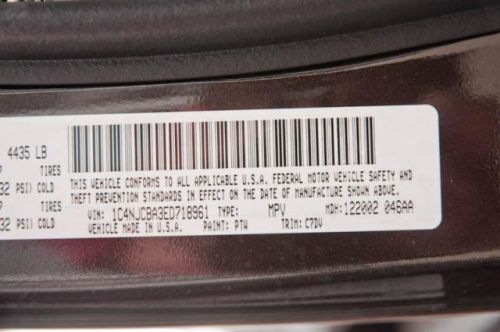 4435 LB
TIRES
32 PSI) COLD
TIRES
32 PSI) COLD
THIS VEHICLE CONFORMS TO ALL APPLICABLE U.S.A. FEDERAL MOTOR VEHICLE SAFETY AND
THEFT PREVENTION STANDARDS IN EFFECT ON THE DATE OF MANUFACTURE SHOWN ABOVE.
VIN: 1C4NJCBA3ED718961 TYPE: MPV MDH: 122002 046AA
VEHICLE MADE IN U.S.A. PAINT: PTW TRIM: C7DV